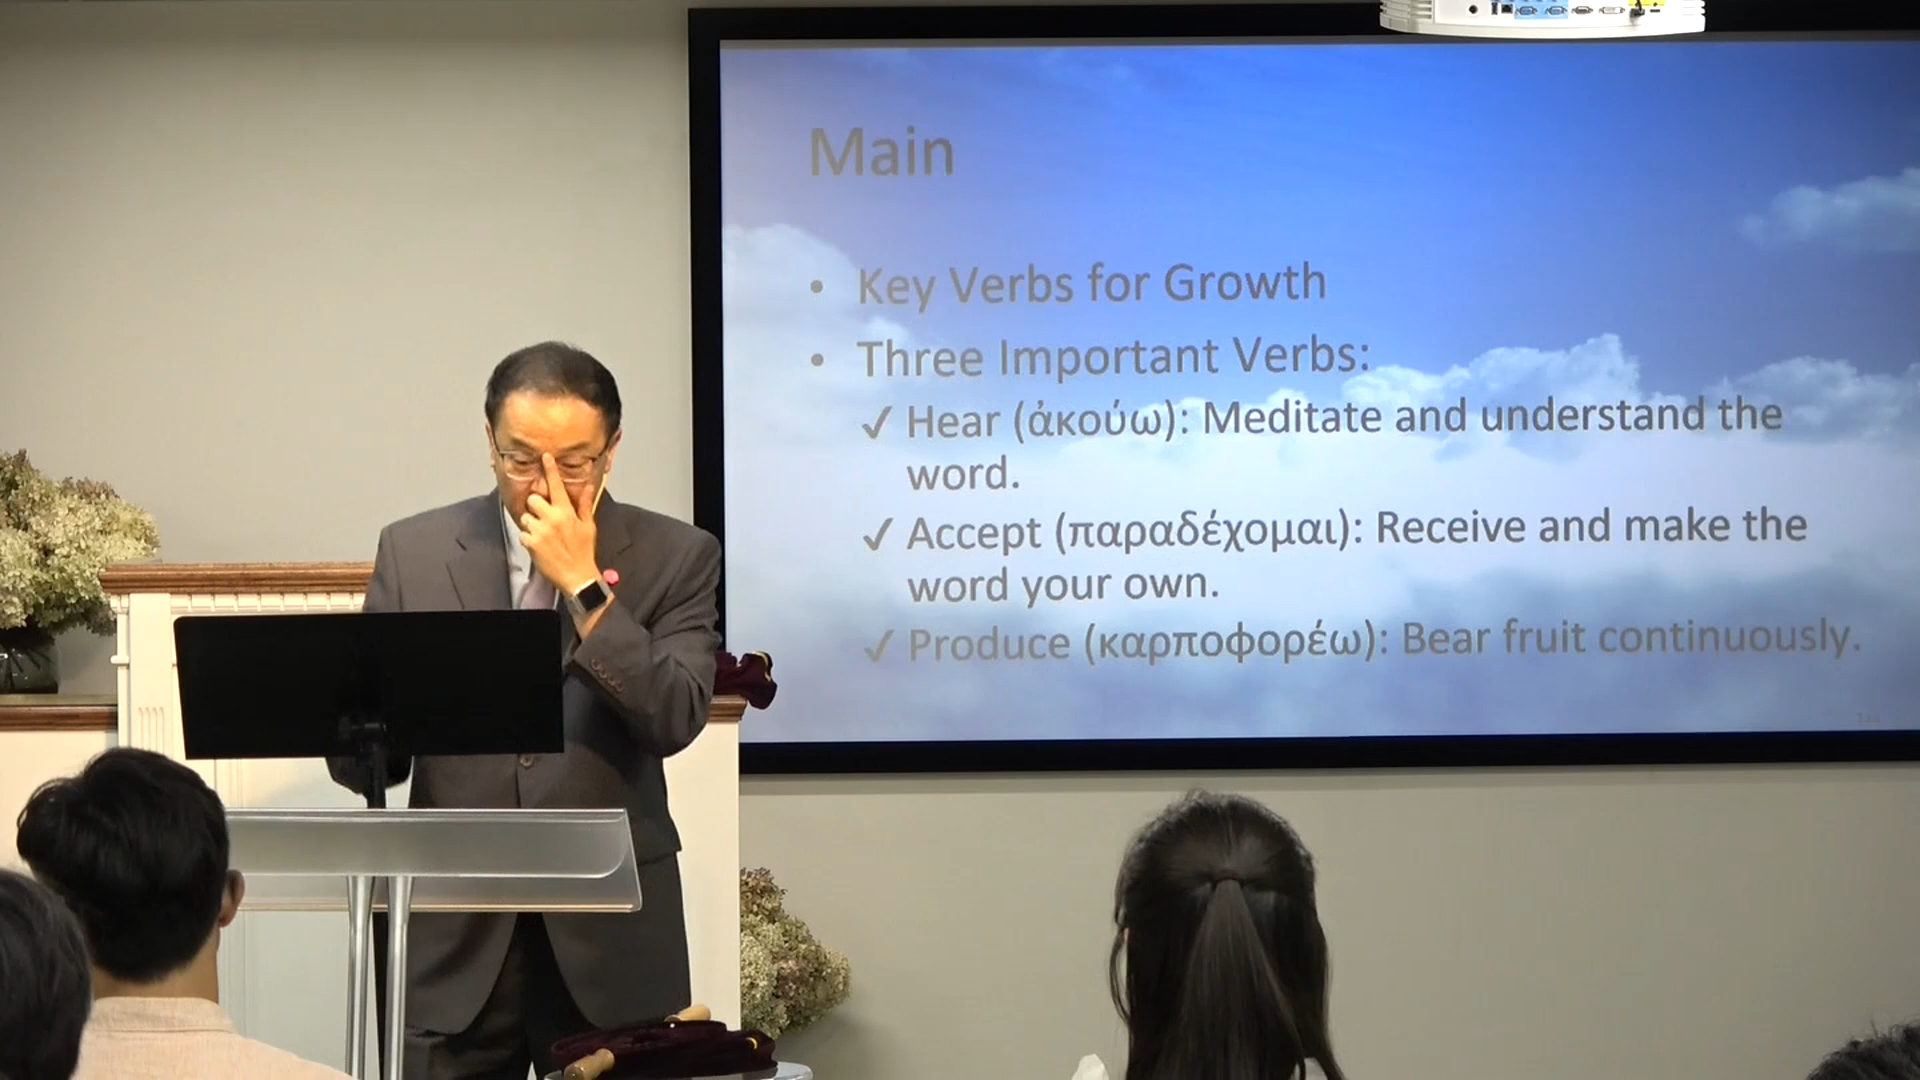 Main
• Key Verbs for Growth
• Three Important Verbs:
✓ Hear (ἀκούω): Meditate and understand the
word.
✓ Accept (παραδέχομαι): Receive and make the
word your own.
✓ Produce (καρποφορέω): Bear fruit continuously.